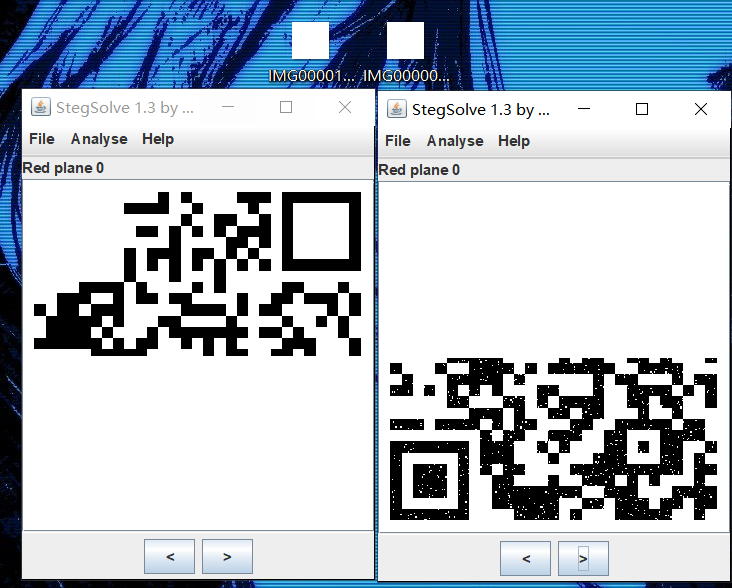 IMG00001... IMG00000...
StegSolve 1.3 by ...
File Analyse Help
Red plane 0
< >
StegSolve 1.3 by ...
File Analyse Help
Red plane 0
< >